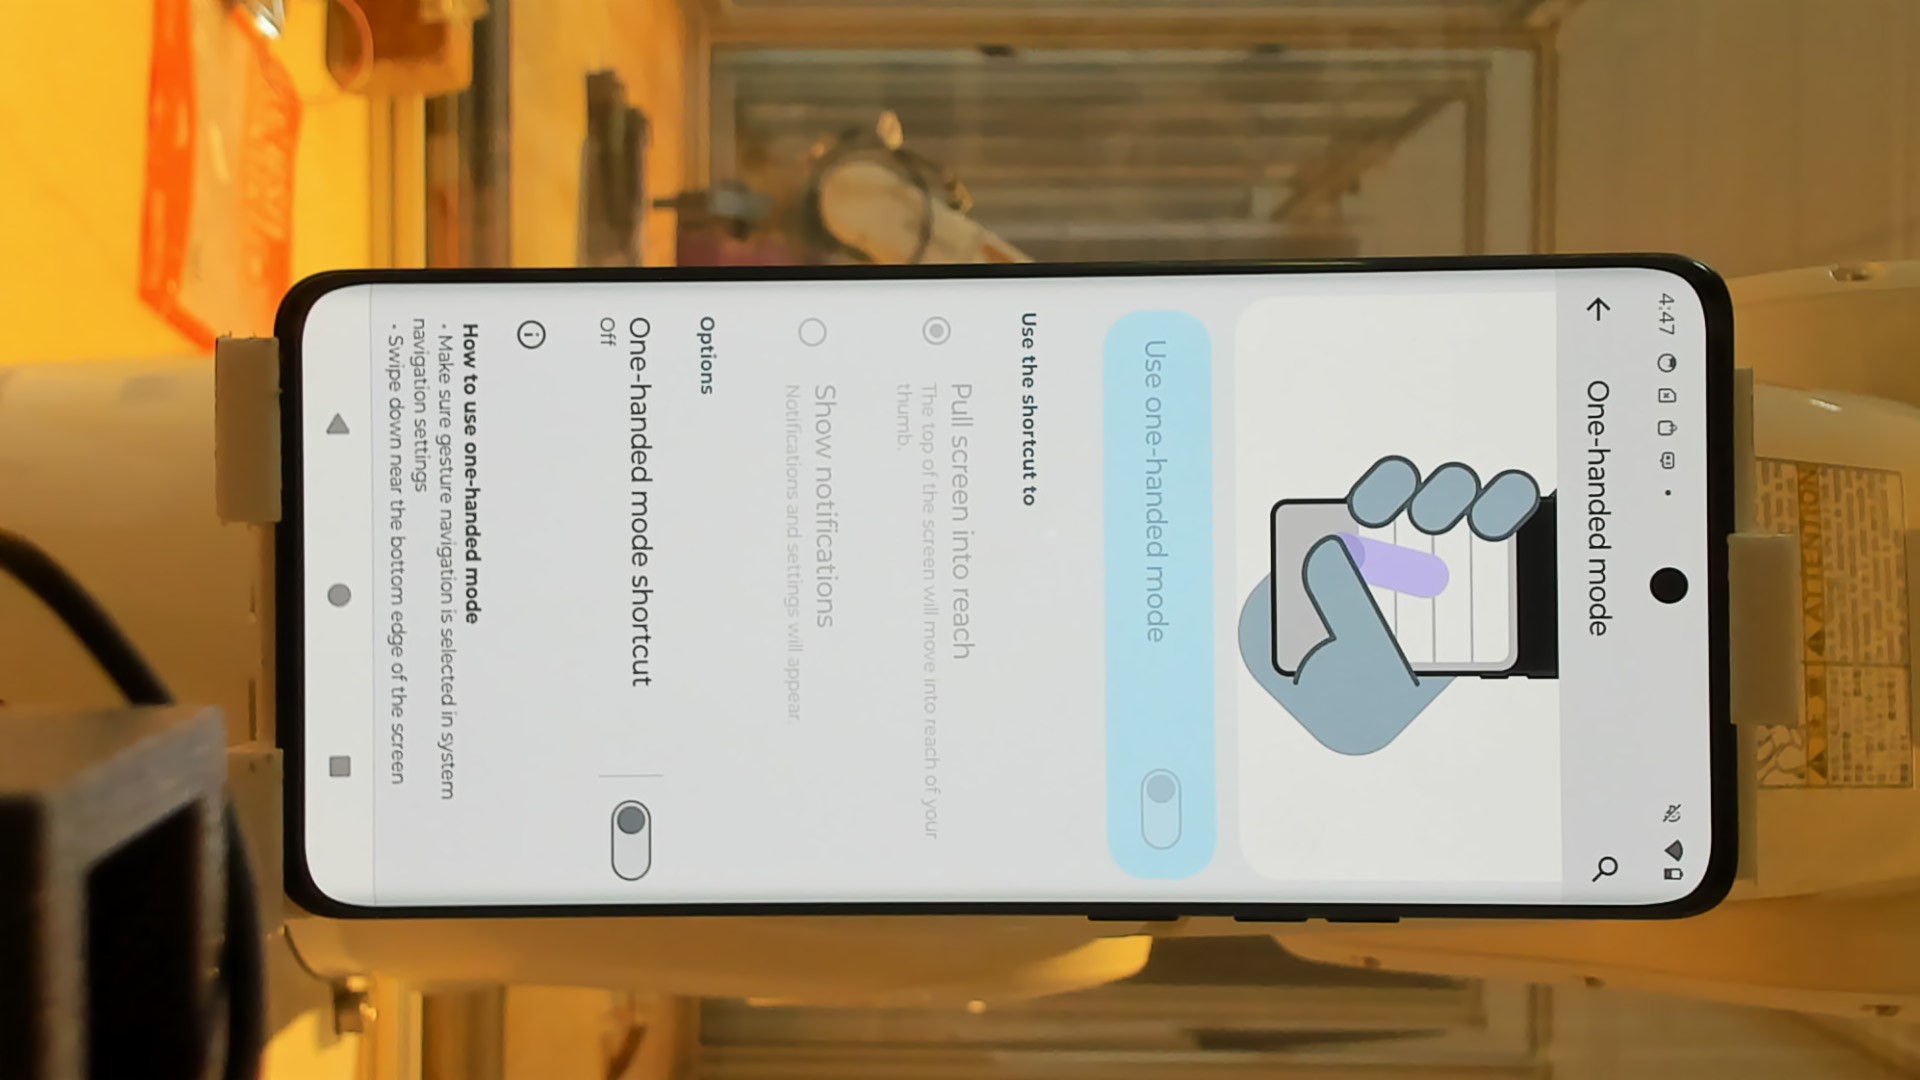 4:47
One-handed mode
Use one-handed mode
Use the shortcut to
Pull screen into reach
The top of the screen will move into reach of your
thumb.
Show notifications
Notifications and settings will appear.
Options
One-handed mode shortcut
Off
How to use one-handed mode
• Make sure gesture navigation is selected in system
navigation settings
• Swipe down near the bottom edge of the screen
ATTENTION